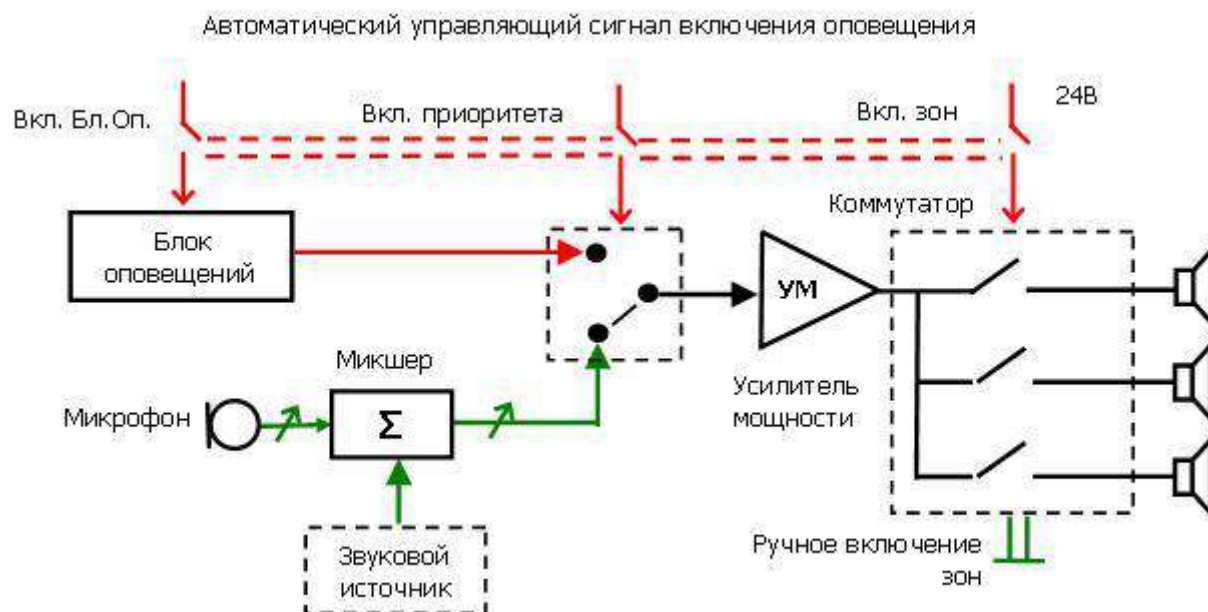 Автоматический управляющий сигнал включения оповещения
Вкл. Бл.Оп.
Вкл. приоритета
Вкл. зон
24В
Блок
оповещений
Коммутатор
УМ
Усилитель
мощности
Микшер
Микрофон
Σ
Звуковой
источник
Ручное включение
зон